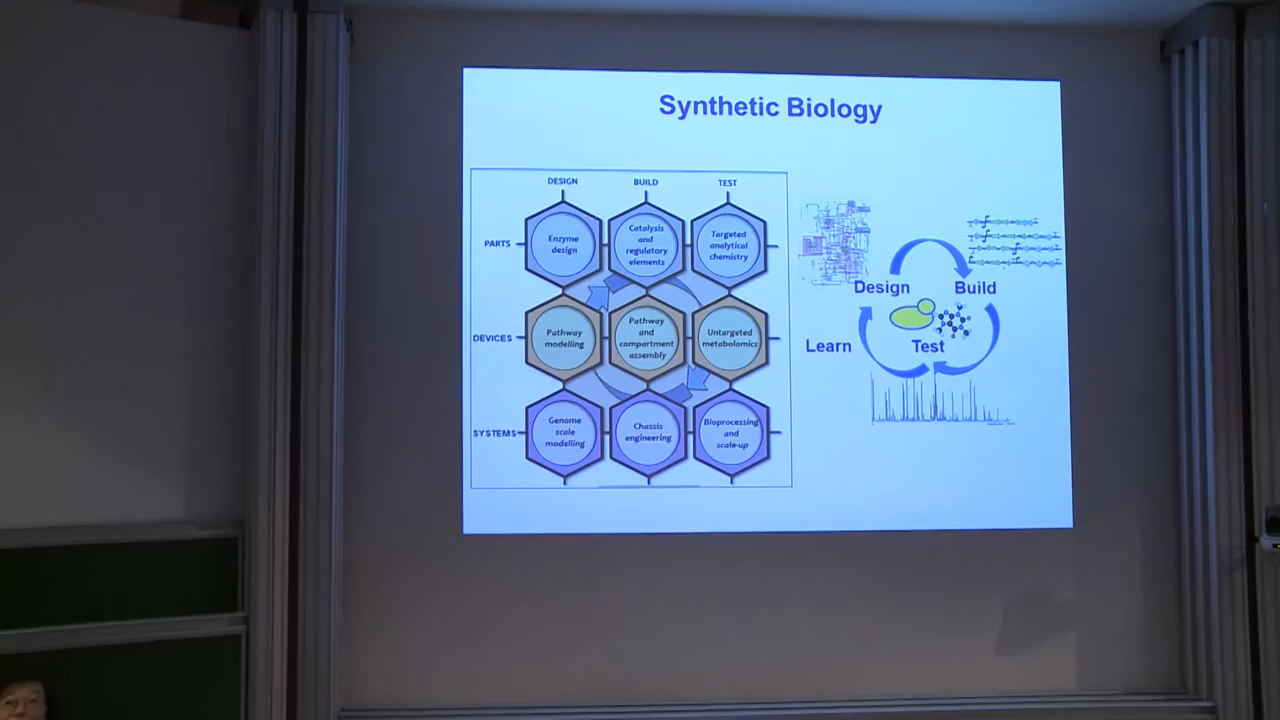 Synthetic Biology
DESIGN BUILD TEST
PARTS
Enzyme
design
Catalysis
and
regulatory
elements
Targeted
analytical
chemistry
DEVICES
Pathway
modelling
Pathway
and
compartment
assembly
Untargeted
metabolomics
SYSTEMS
Genome
scale
modelling
Chassis
engineering
Bioprocessing
and
scale-up
Design
Build
Learn
Test